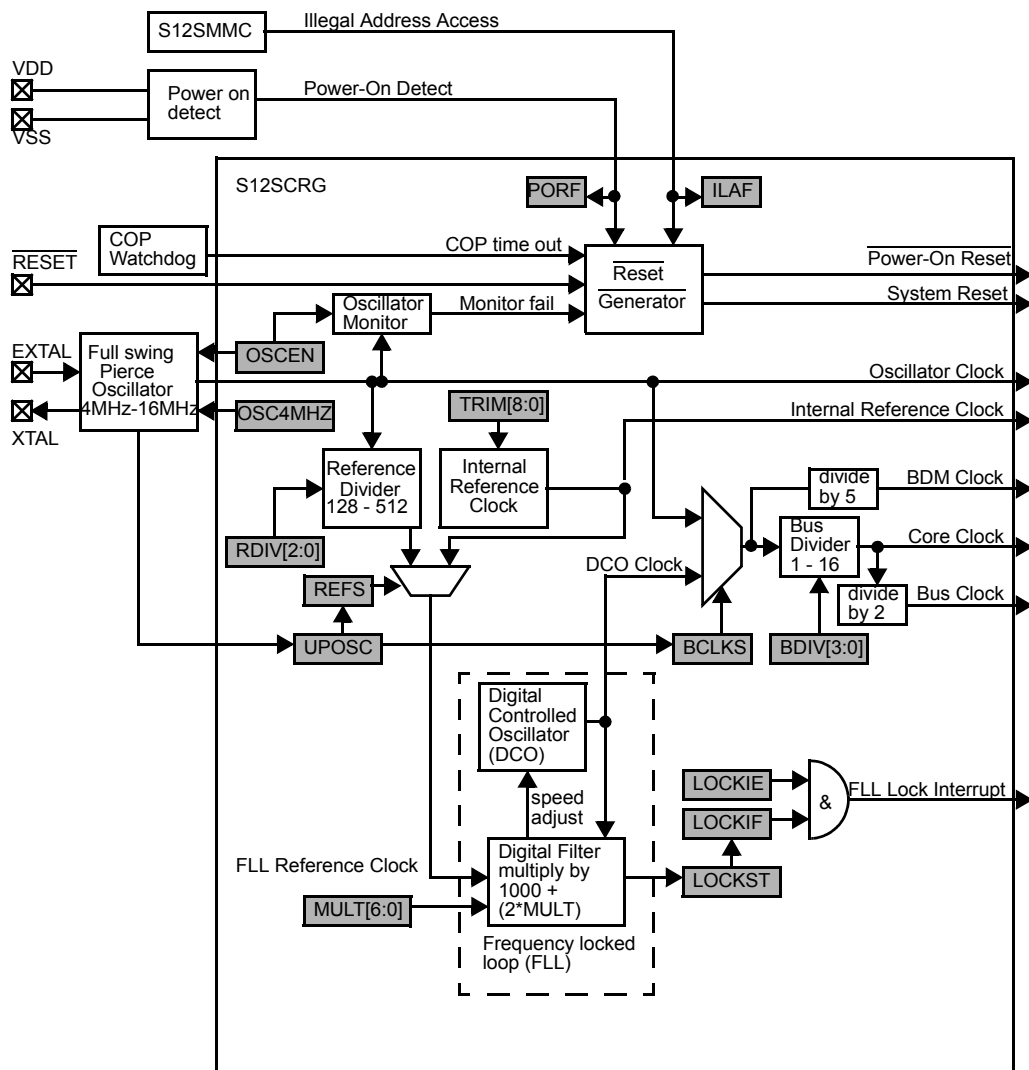 S12SMMC
Illegal Address Access
VDD
VSS
Power on
detect
Power-On Detect
S12SCRG
PORF
ILAF
COP
Watchdog
COP time out
RESET
Reset
Generator
Power-On Reset
System Reset
Oscillator
Monitor
Monitor fail
OSCEN
EXTAL
XTAL
Full swing
Pierce
Oscillator
4MHz-16MHz
OSC4MHZ
TRIM[8:0]
Oscillator Clock
Internal Reference Clock
Reference
Divider
128 - 512
Internal
Reference
Clock
divide
by 5
BDM Clock
RDIV[2:0]
Bus
Divider
1 - 16
Core Clock
DCO Clock
REFS
divide
by 2
Bus Clock
UPOSC
BCLKS
BDIV[3:0]
Digital
Controlled
Oscillator
(DCO)
speed
adjust
LOCKIE
LOCKIF
&
FLL Lock Interrupt
FLL Reference Clock
Digital Filter
multiply by
1000 +
(2*MULT)
LOCKST
MULT[6:0]
Frequency locked
loop (FLL)